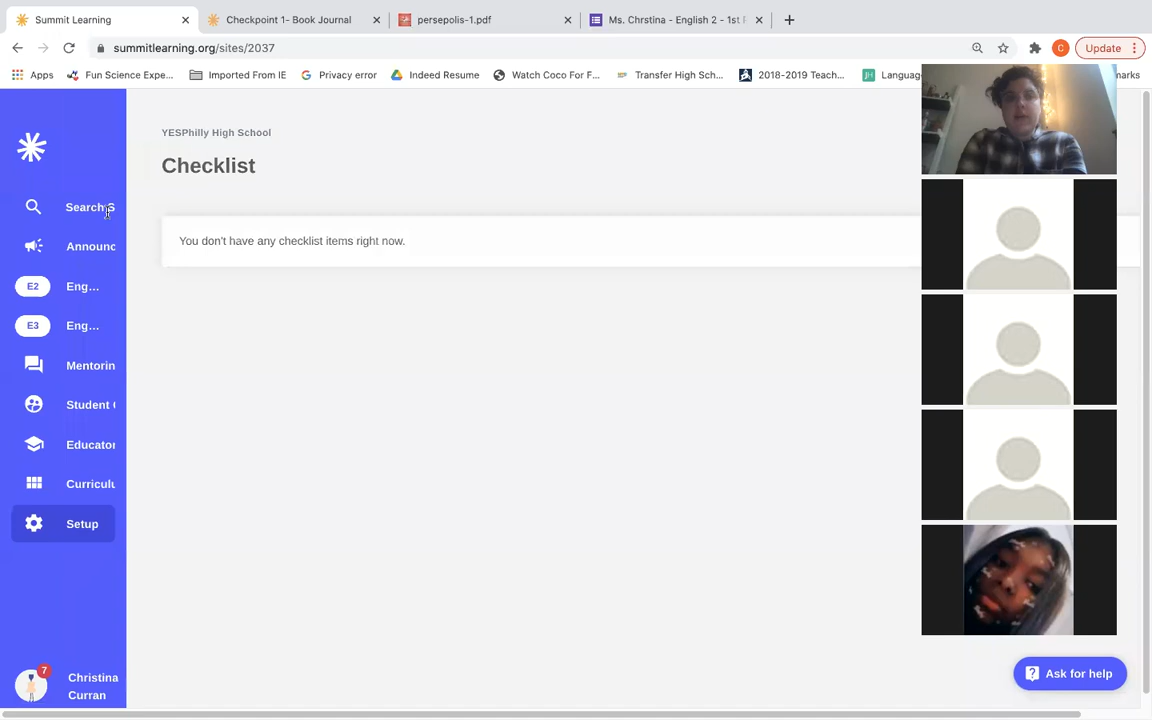 Summit Learning
Checkpoint 1- Book Journal
persepolis-1.pdf
Ms. Chrstina - English 2 - 1st
summitlearning.org/sites/2037
C
Update
Apps
Fun Science Expe...
Imported From IE
Privacy error
Indeed Resume
Watch Coco For F...
Transfer High Sch...
2018-2019 Teach...
JH
Languag
marks
YESPhilly High School
Checklist
You don't have any checklist items right now.
Search S
Announc
E2
Eng...
E3
Eng...
Mentorin
Student
Educator
Curricul
Setup
7
Christina
Curran
Ask for help